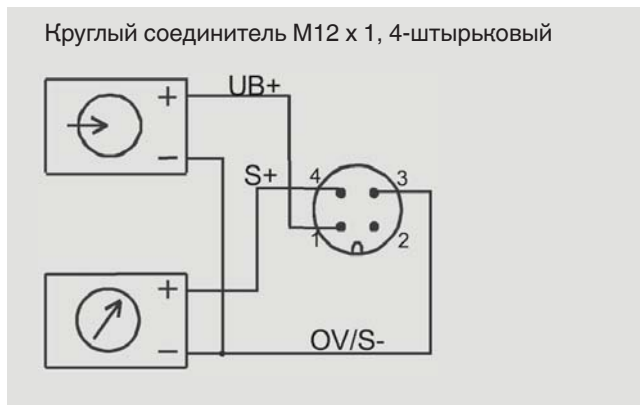 Круглый соединитель M12 x 1, 4-штырьковый
+
UB+
−
S+
4
3
1
2
+
−
OV/S-